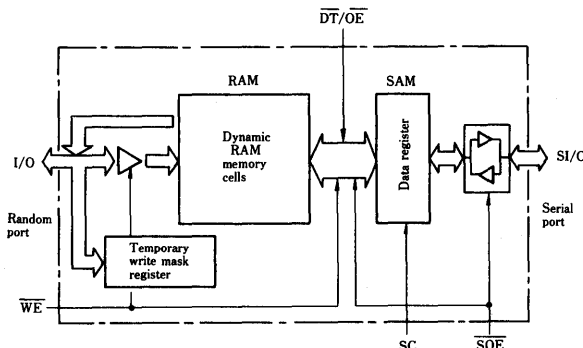 DT/OE
RAM
SAM
Dynamic
RAM
memory
cells
Data register
I/O
SI/O
Random
port
Serial
port
Temporary
write mask
register
WE
SC
SOE